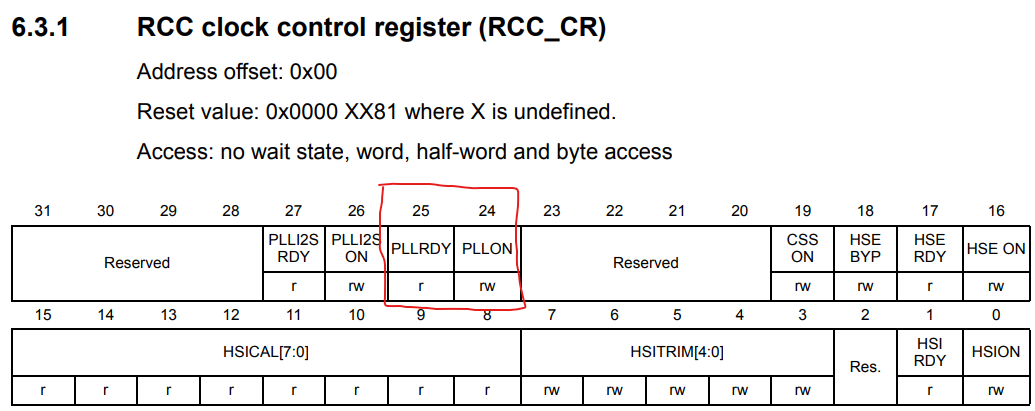 6.3.1 RCC clock control register (RCC_CR)
Address offset: 0x00
Reset value: 0x0000 XX81 where X is undefined.
Access: no wait state, word, half-word and byte access
31 30 29 28 27 26 25 24 23 22 21 20 19 18 17 16
Reserved PLLI2S RDY PLLI2S ON PLLRDY PLLON Reserved CSS ON HSE BYP HSE RDY HSE ON
r rw r rw rw rw r rw
15 14 13 12 11 10 9 8 7 6 5 4 3 2 1 0
HSICAL[7:0] HSITRIM[4:0] Res. HSI RDY HSION
r r r r r r r r rw rw rw rw rw r rw